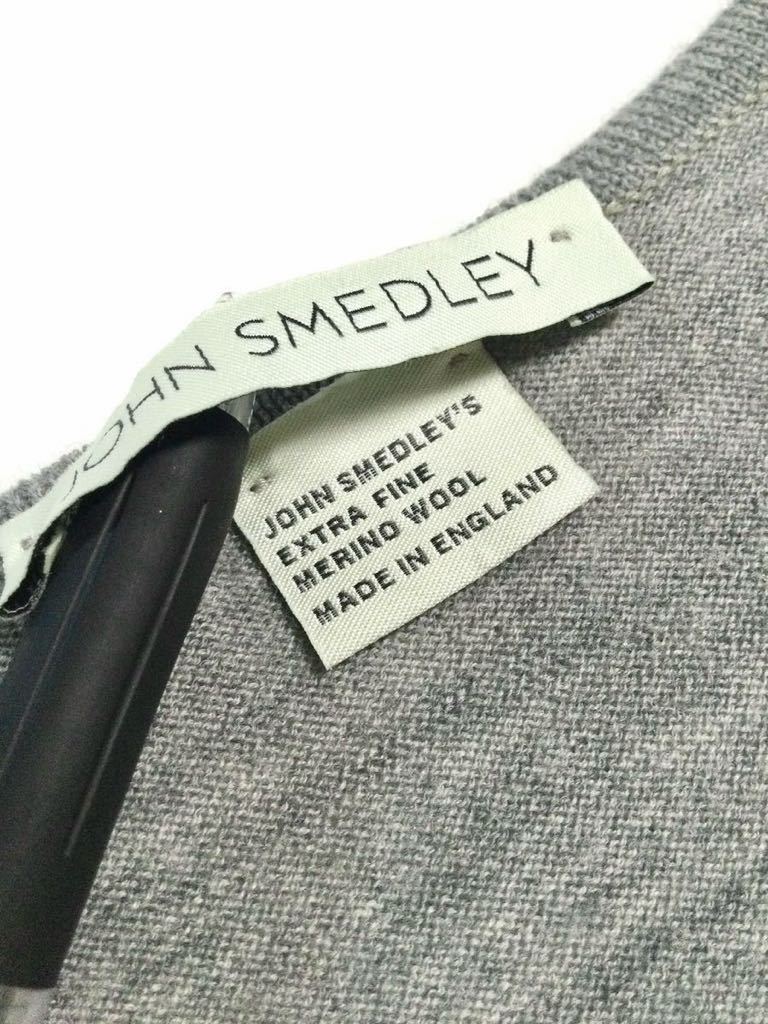 JOHN SMEDLEY
JOHN SMEDLEY'S
EXTRA FINE
MERINO WOOL
MADE IN ENGLAND